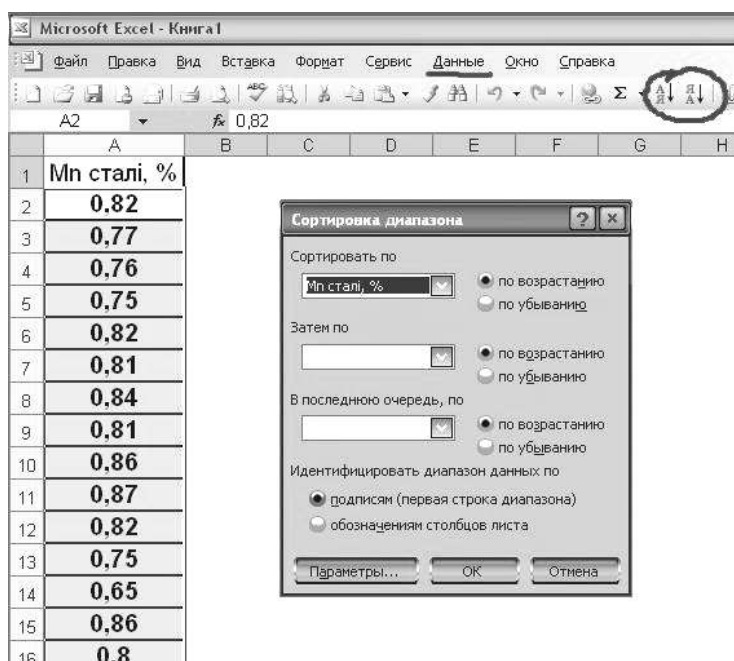 Microsoft Excel - Книга1
Файл Правка Вид Вставка Формат Сервис Данные Окно Справка
ABC Σ А Я Я А
A2 fx 0,82
A B C D E F G H
1 Mn сталі, %
2 0,82
3 0,77
4 0,76
5 0,75
6 0,82
7 0,81
8 0,84
9 0,81
10 0,86
11 0,87
12 0,82
13 0,75
14 0,65
15 0,86
16 0,8
Сортировка диапазона ? ×
Сортировать по
Mn сталі, % по возрастанию
по убыванию
Затем по
по возрастанию
по убыванию
В последнюю очередь, по
по возрастанию
по убыванию
Идентифицировать диапазон данных по
подписям (первая строка диапазона)
обозначениям столбцов листа
Параметры... ОК Отмена